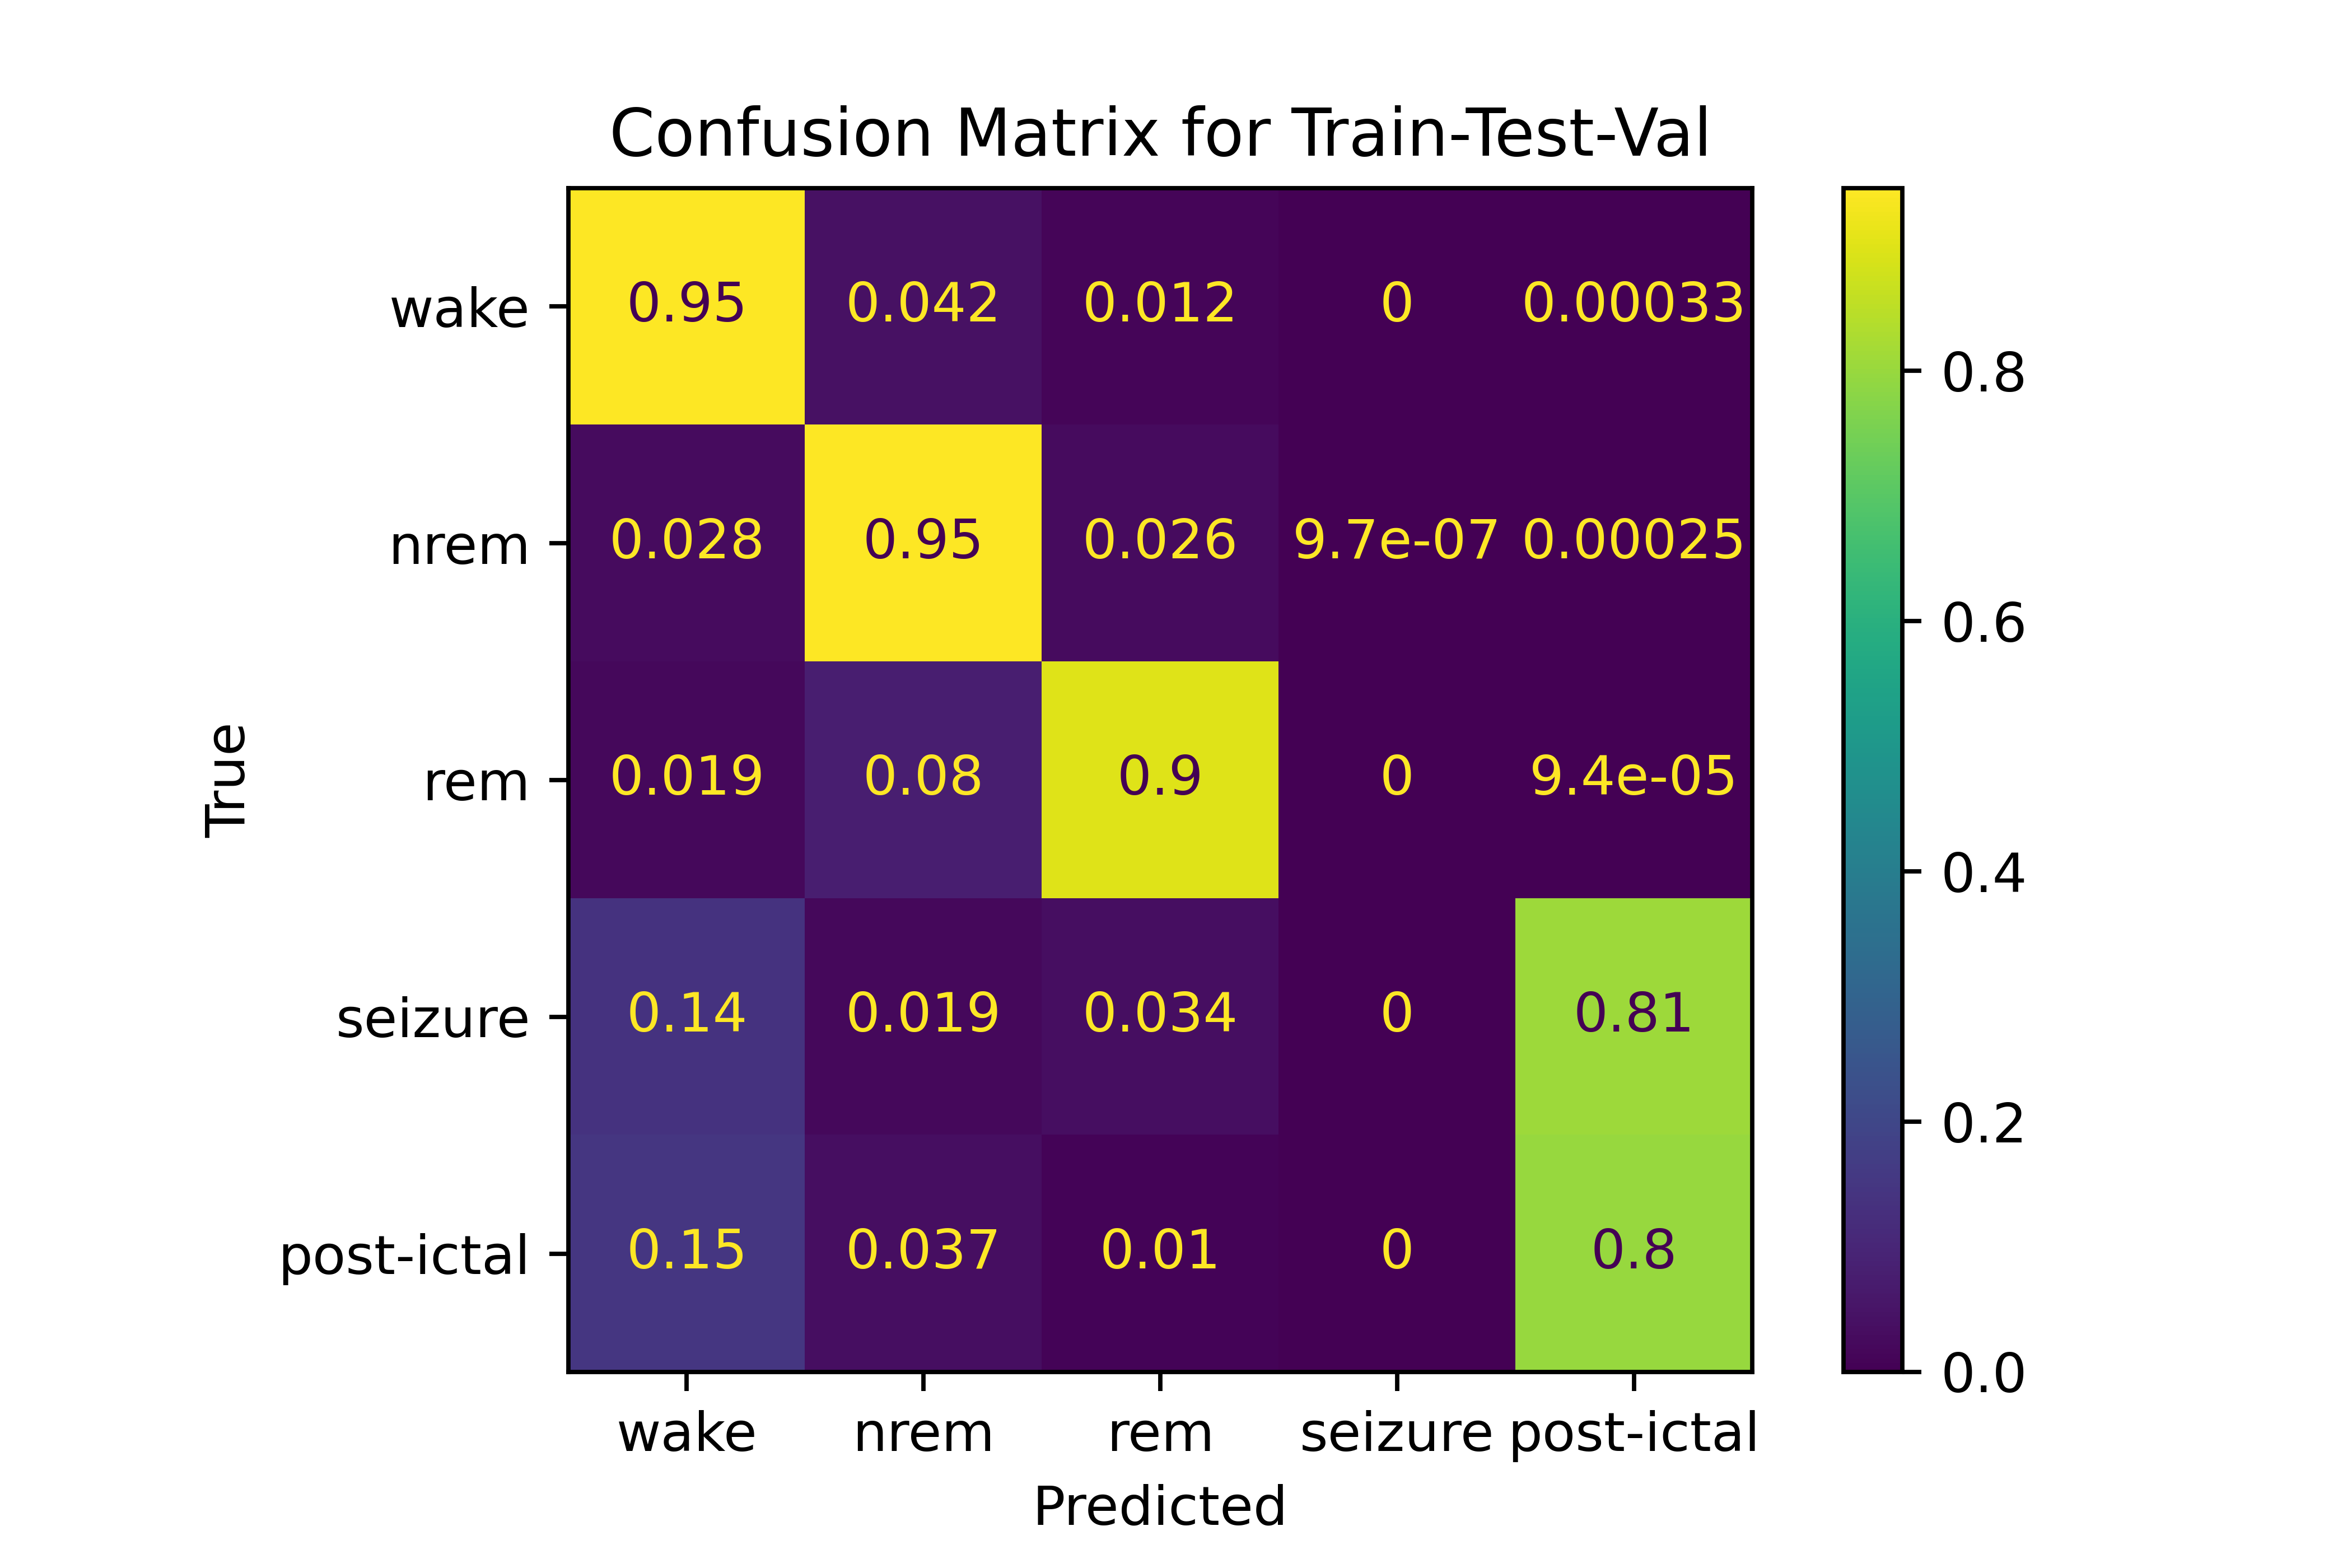 Confusion Matrix for Train-Test-Val
wake 0.95 0.042 0.012 0 0.00033
nrem 0.028 0.95 0.026 9.7e-07 0.00025
rem 0.019 0.08 0.9 0 9.4e-05
seizure 0.14 0.019 0.034 0 0.81
post-ictal 0.15 0.037 0.01 0 0.8
True
wake nrem rem seizure post-ictal
Predicted
0.8
0.6
0.4
0.2
0.0